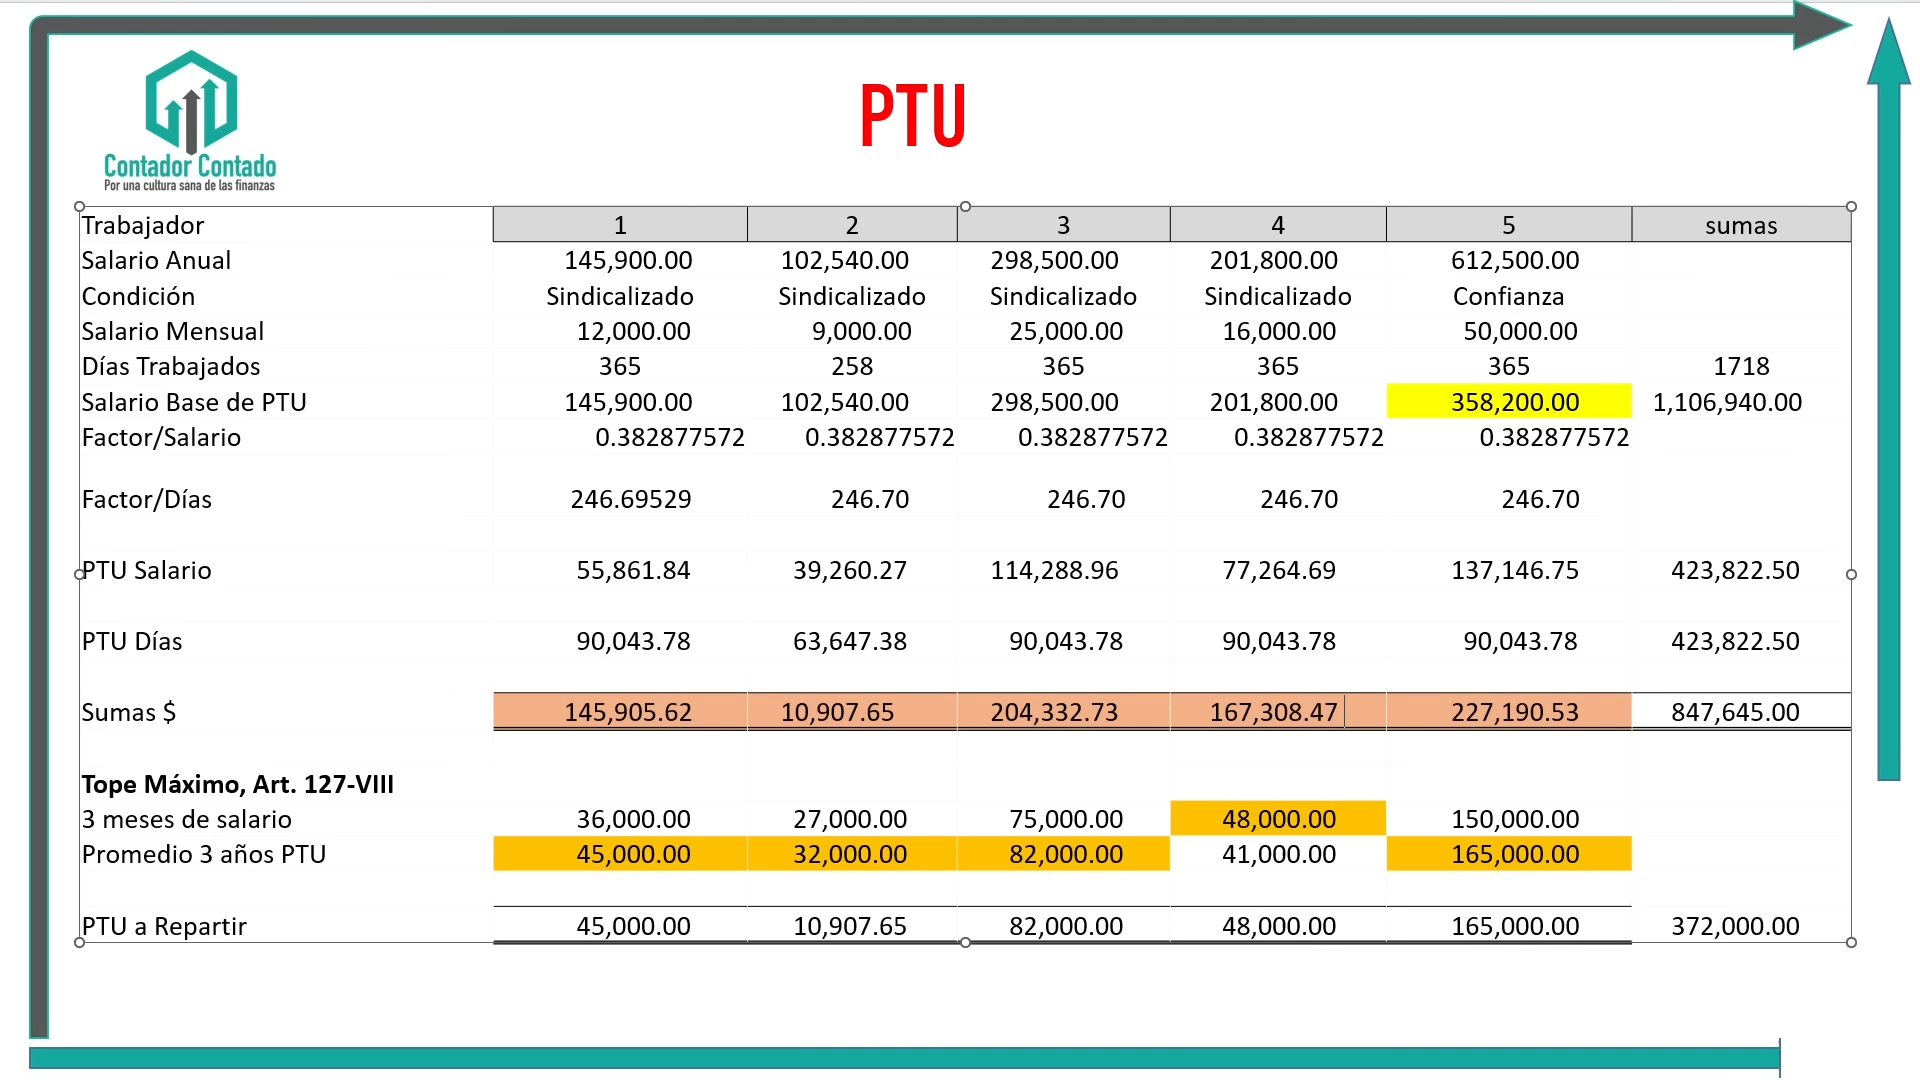 PTU
Contador Contado
Por una cultura sana de las finanzas
Trabajador 1 2 3 4 5 sumas
Salario Anual 145,900.00 102,540.00 298,500.00 201,800.00 612,500.00
Condición Sindicalizado Sindicalizado Sindicalizado Sindicalizado Confianza
Salario Mensual 12,000.00 9,000.00 25,000.00 16,000.00 50,000.00
Días Trabajados 365 258 365 365 365 1718
Salario Base de PTU 145,900.00 102,540.00 298,500.00 201,800.00 358,200.00 1,106,940.00
Factor/Salario 0.382877572 0.382877572 0.382877572 0.382877572 0.382877572
Factor/Días 246.69529 246.70 246.70 246.70 246.70
PTU Salario 55,861.84 39,260.27 114,288.96 77,264.69 137,146.75 423,822.50
PTU Días 90,043.78 63,647.38 90,043.78 90,043.78 90,043.78 423,822.50
Sumas $ 145,905.62 10,907.65 204,332.73 167,308.47 227,190.53 847,645.00
Tope Máximo, Art. 127-VIII
3 meses de salario 36,000.00 27,000.00 75,000.00 48,000.00 150,000.00
Promedio 3 años PTU 45,000.00 32,000.00 82,000.00 41,000.00 165,000.00
PTU a Repartir 45,000.00 10,907.65 82,000.00 48,000.00 165,000.00 372,000.00